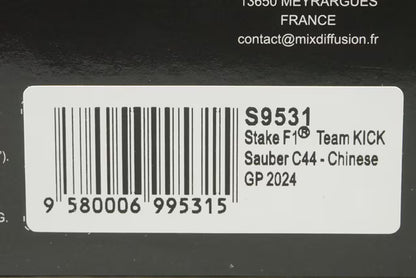 13650 MEYRARGUES
FRANCE
contact@mixdiffusion.fr
S9531
Stake F1® Team KICK
Sauber C44 - Chinese
GP 2024
9 580006 995315
").
G.